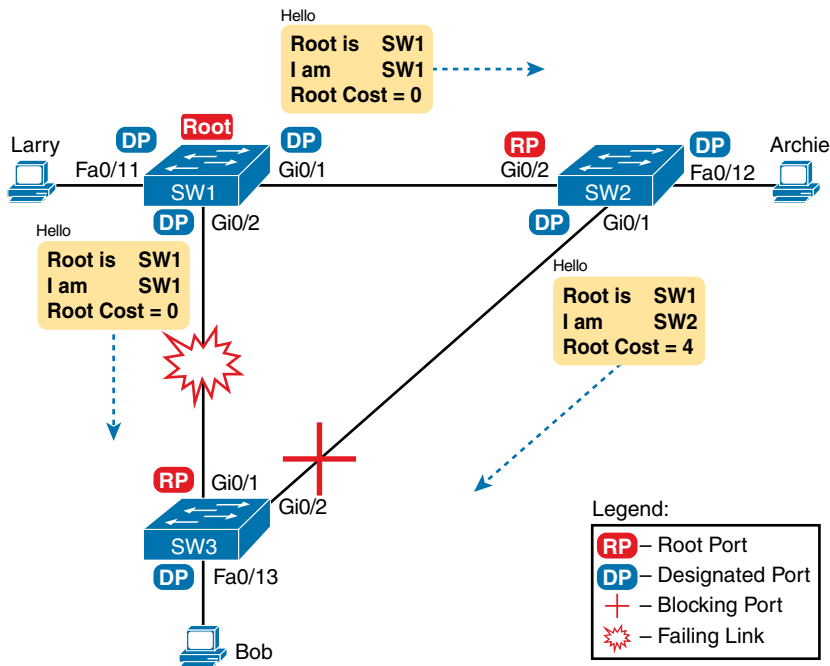 Hello
Root is SW1
I am SW1
Root Cost = 0
Larry
DP
Root
DP
RP
DP
Archie
Fa0/11
SW1
Gi0/1
Gi0/2
SW2
Fa0/12
DP
Gi0/2
DP
Gi0/1
Hello
Root is SW1
I am SW1
Root Cost = 0
Hello
Root is SW1
I am SW2
Root Cost = 4
RP
Gi0/1
Gi0/2
SW3
DP
Fa0/13
Bob
Legend:
RP – Root Port
DP – Designated Port
– Blocking Port
– Failing Link